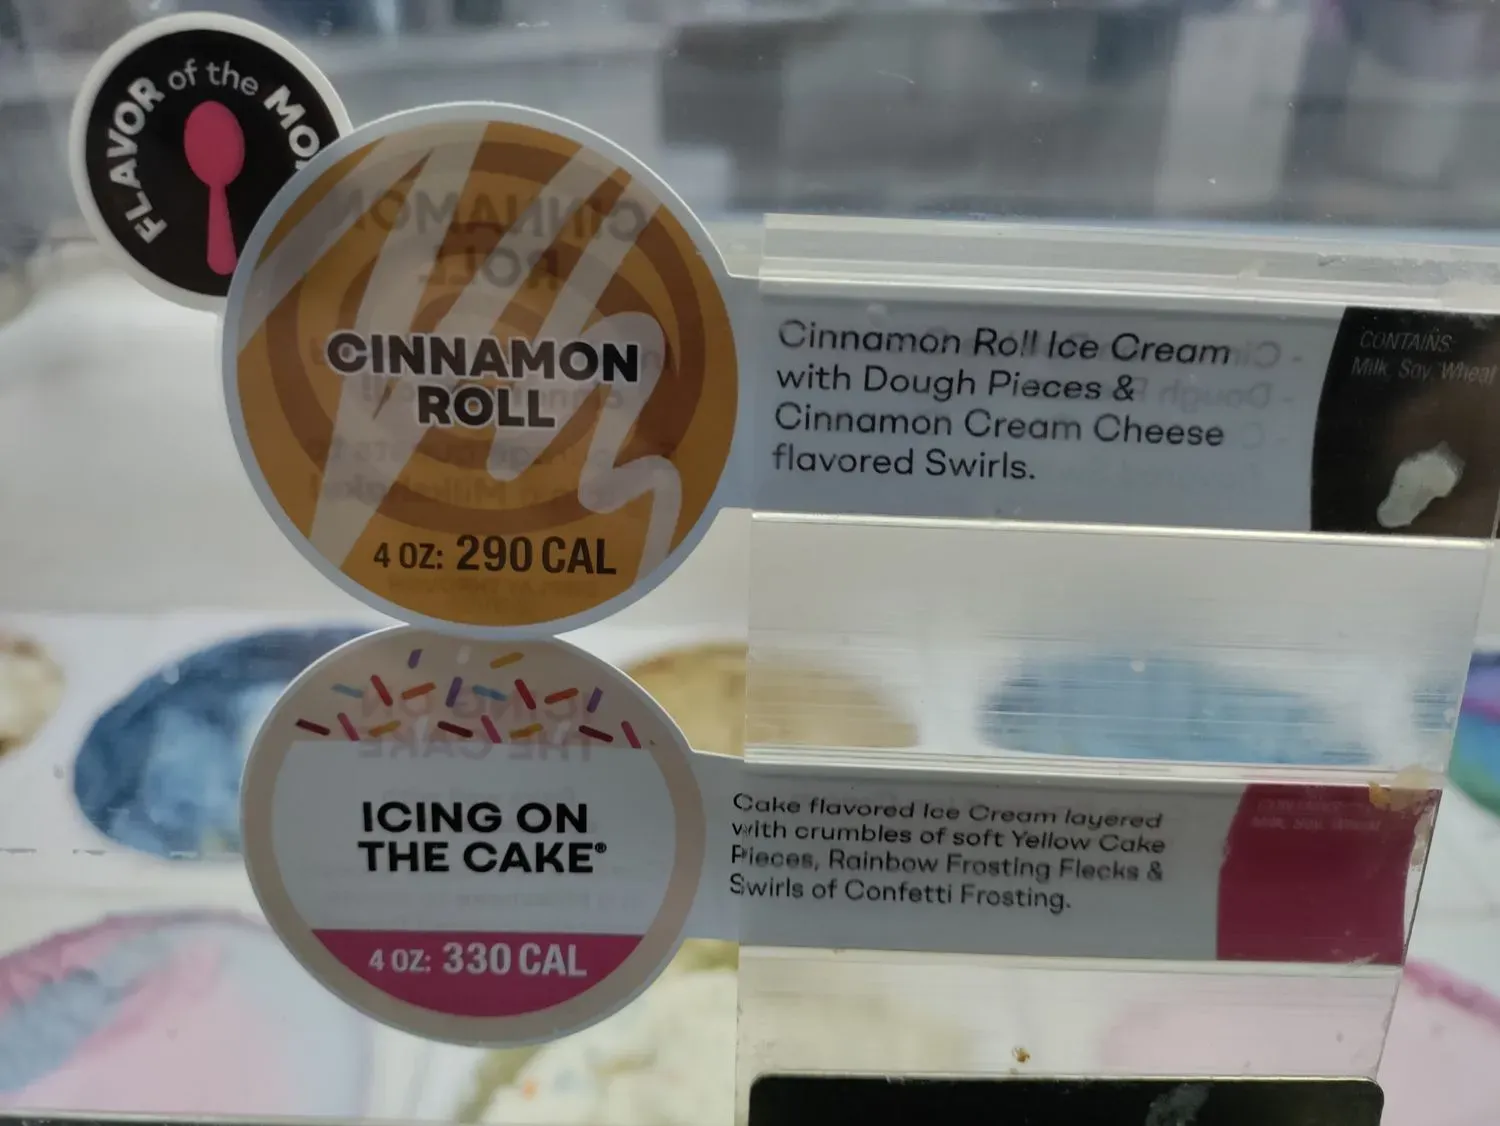 FLAVOR of the
CINNAMON
ROLL
4 OZ: 290 CAL
Cinnamon Roll Ice Cream
with Dough Pieces &
Cinnamon Cream Cheese
flavored Swirls.
CONTAINS:
Milk, Soy, Wheat
ICING ON
THE CAKE®
4 OZ: 330 CAL
Cake flavored Ice Cream layered
with crumbles of soft Yellow Cake
Pieces, Rainbow Frosting Flecks &
Swirls of Confetti Frosting.